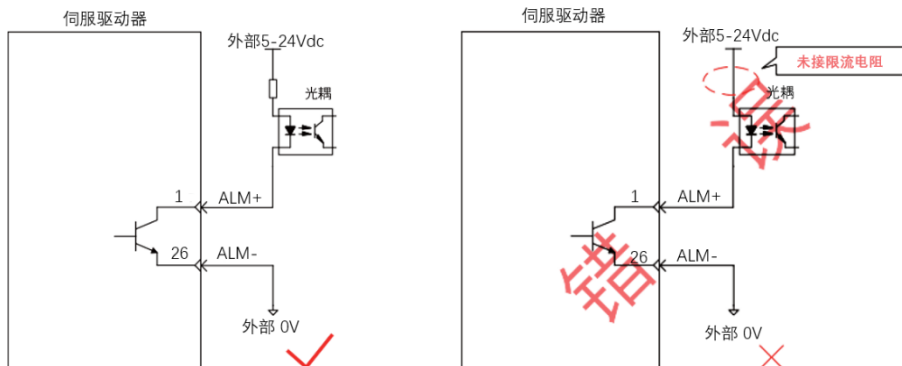 伺服驱动器
外部5-24Vdc
光耦
1
ALM+
26
ALM-
外部 0V
伺服驱动器
外部5-24Vdc
未接限流电阻
光耦
1
ALM+
26
ALM-
外部 0V
错误